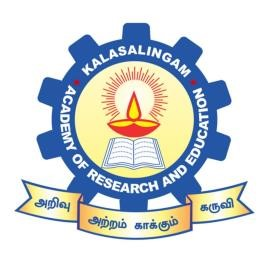 KALASALINGAM
ACADEMY OF RESEARCH AND EDUCATION
அறிவு
அற்றம் காக்கும்
கருவி